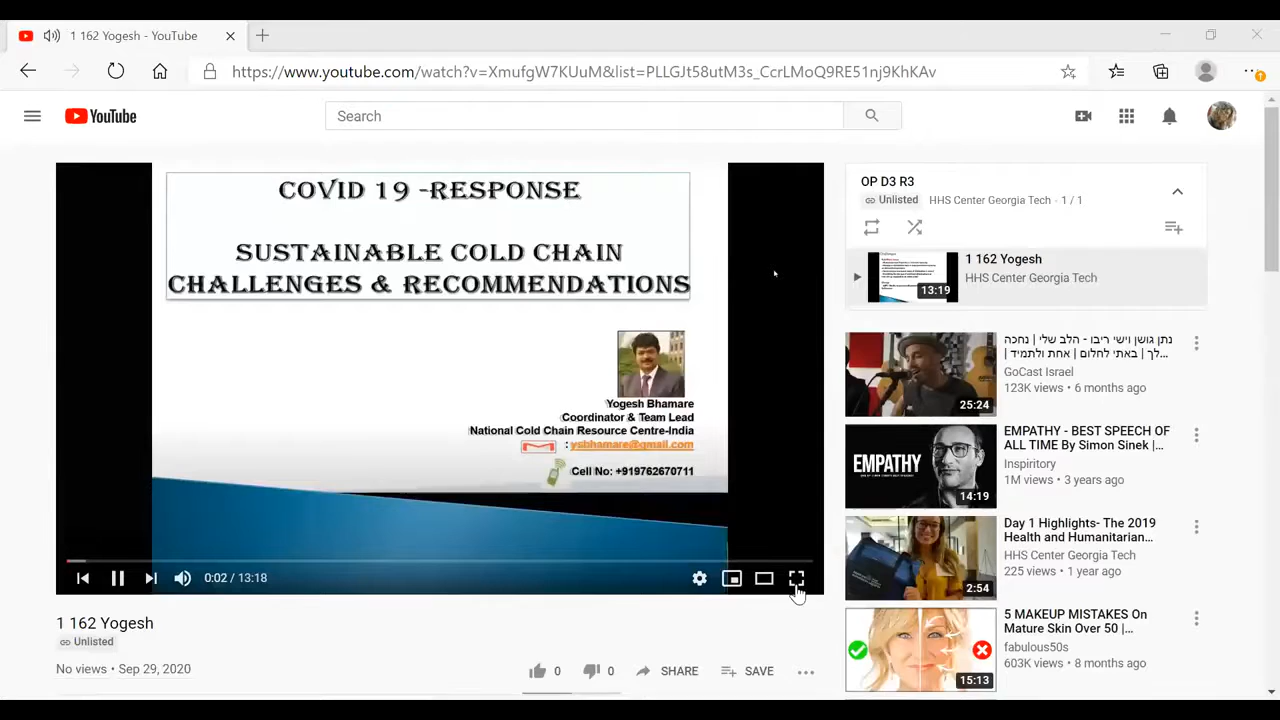 1 162 Yogesh - YouTube
https://www.youtube.com/watch?v=XmufgW7KUuM&list=PLLGJt58utM3s_CcrLMoQ9RE51nj9KhKAv
YouTube
Search
COVID 19 -RESPONSE
SUSTAINABLE COLD CHAIN
CHALLENGES & RECOMMENDATIONS
Yogesh Bhamare
Coordinator & Team Lead
National Cold Chain Resource Centre-India
: ysbhamare@gmail.com
Cell No: +919762670711
0:02 / 13:18
1 162 Yogesh
Unlisted
No views • Sep 29, 2020
0
0
SHARE
SAVE
OP D3 R3
Unlisted
HHS Center Georgia Tech - 1 / 1
13:19
1 162 Yogesh
HHS Center Georgia Tech
25:24
נתן גושן וישי ריבו - הלב שלי | נחכה
לך | באתי לחלום | אחת ולתמיד | ...
GoCast Israel
123K views • 6 months ago
EMPATHY
14:19
EMPATHY - BEST SPEECH OF
ALL TIME By Simon Sinek |...
Inspiritory
1M views • 3 years ago
2:54
Day 1 Highlights- The 2019
Health and Humanitarian...
HHS Center Georgia Tech
225 views • 1 year ago
15:13
5 MAKEUP MISTAKES On
Mature Skin Over 50 |...
fabulous50s
603K views • 8 months ago